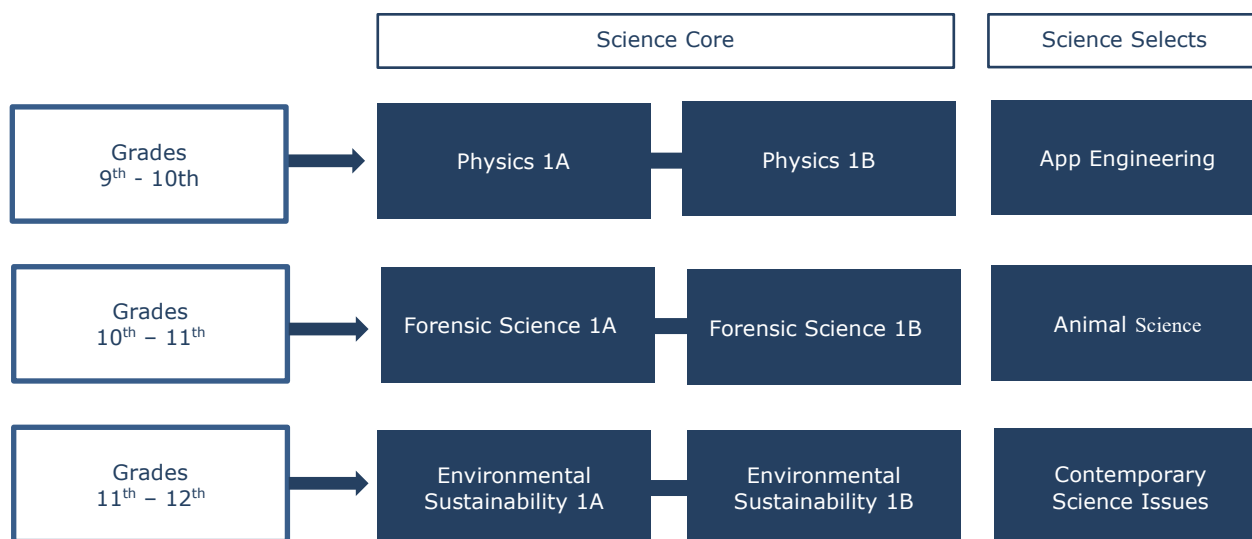 Science Core
Science Selects
Grades
9th - 10th
Physics 1A
Physics 1B
App Engineering
Grades
10th – 11th
Forensic Science 1A
Forensic Science 1B
Animal Science
Grades
11th – 12th
Environmental
Sustainability 1A
Environmental
Sustainability 1B
Contemporary
Science Issues